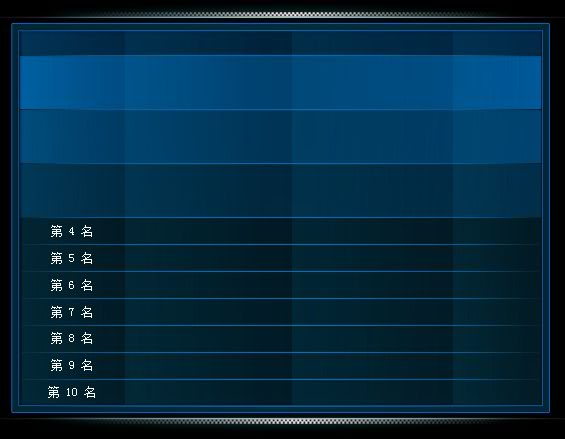 第 4 名
第 5 名
第 6 名
第 7 名
第 8 名
第 9 名
第 10 名